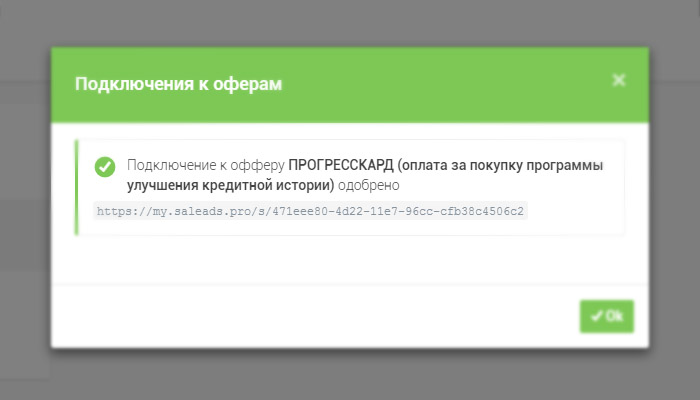 Подключения к оферам
Подключение к офферу ПРОГРЕССКАРД (оплата за покупку программы
улучшения кредитной истории) одобрено
https://my.saleads.pro/s/471eee80-4d22-11e7-96cc-cfb38c4506c2
Ok